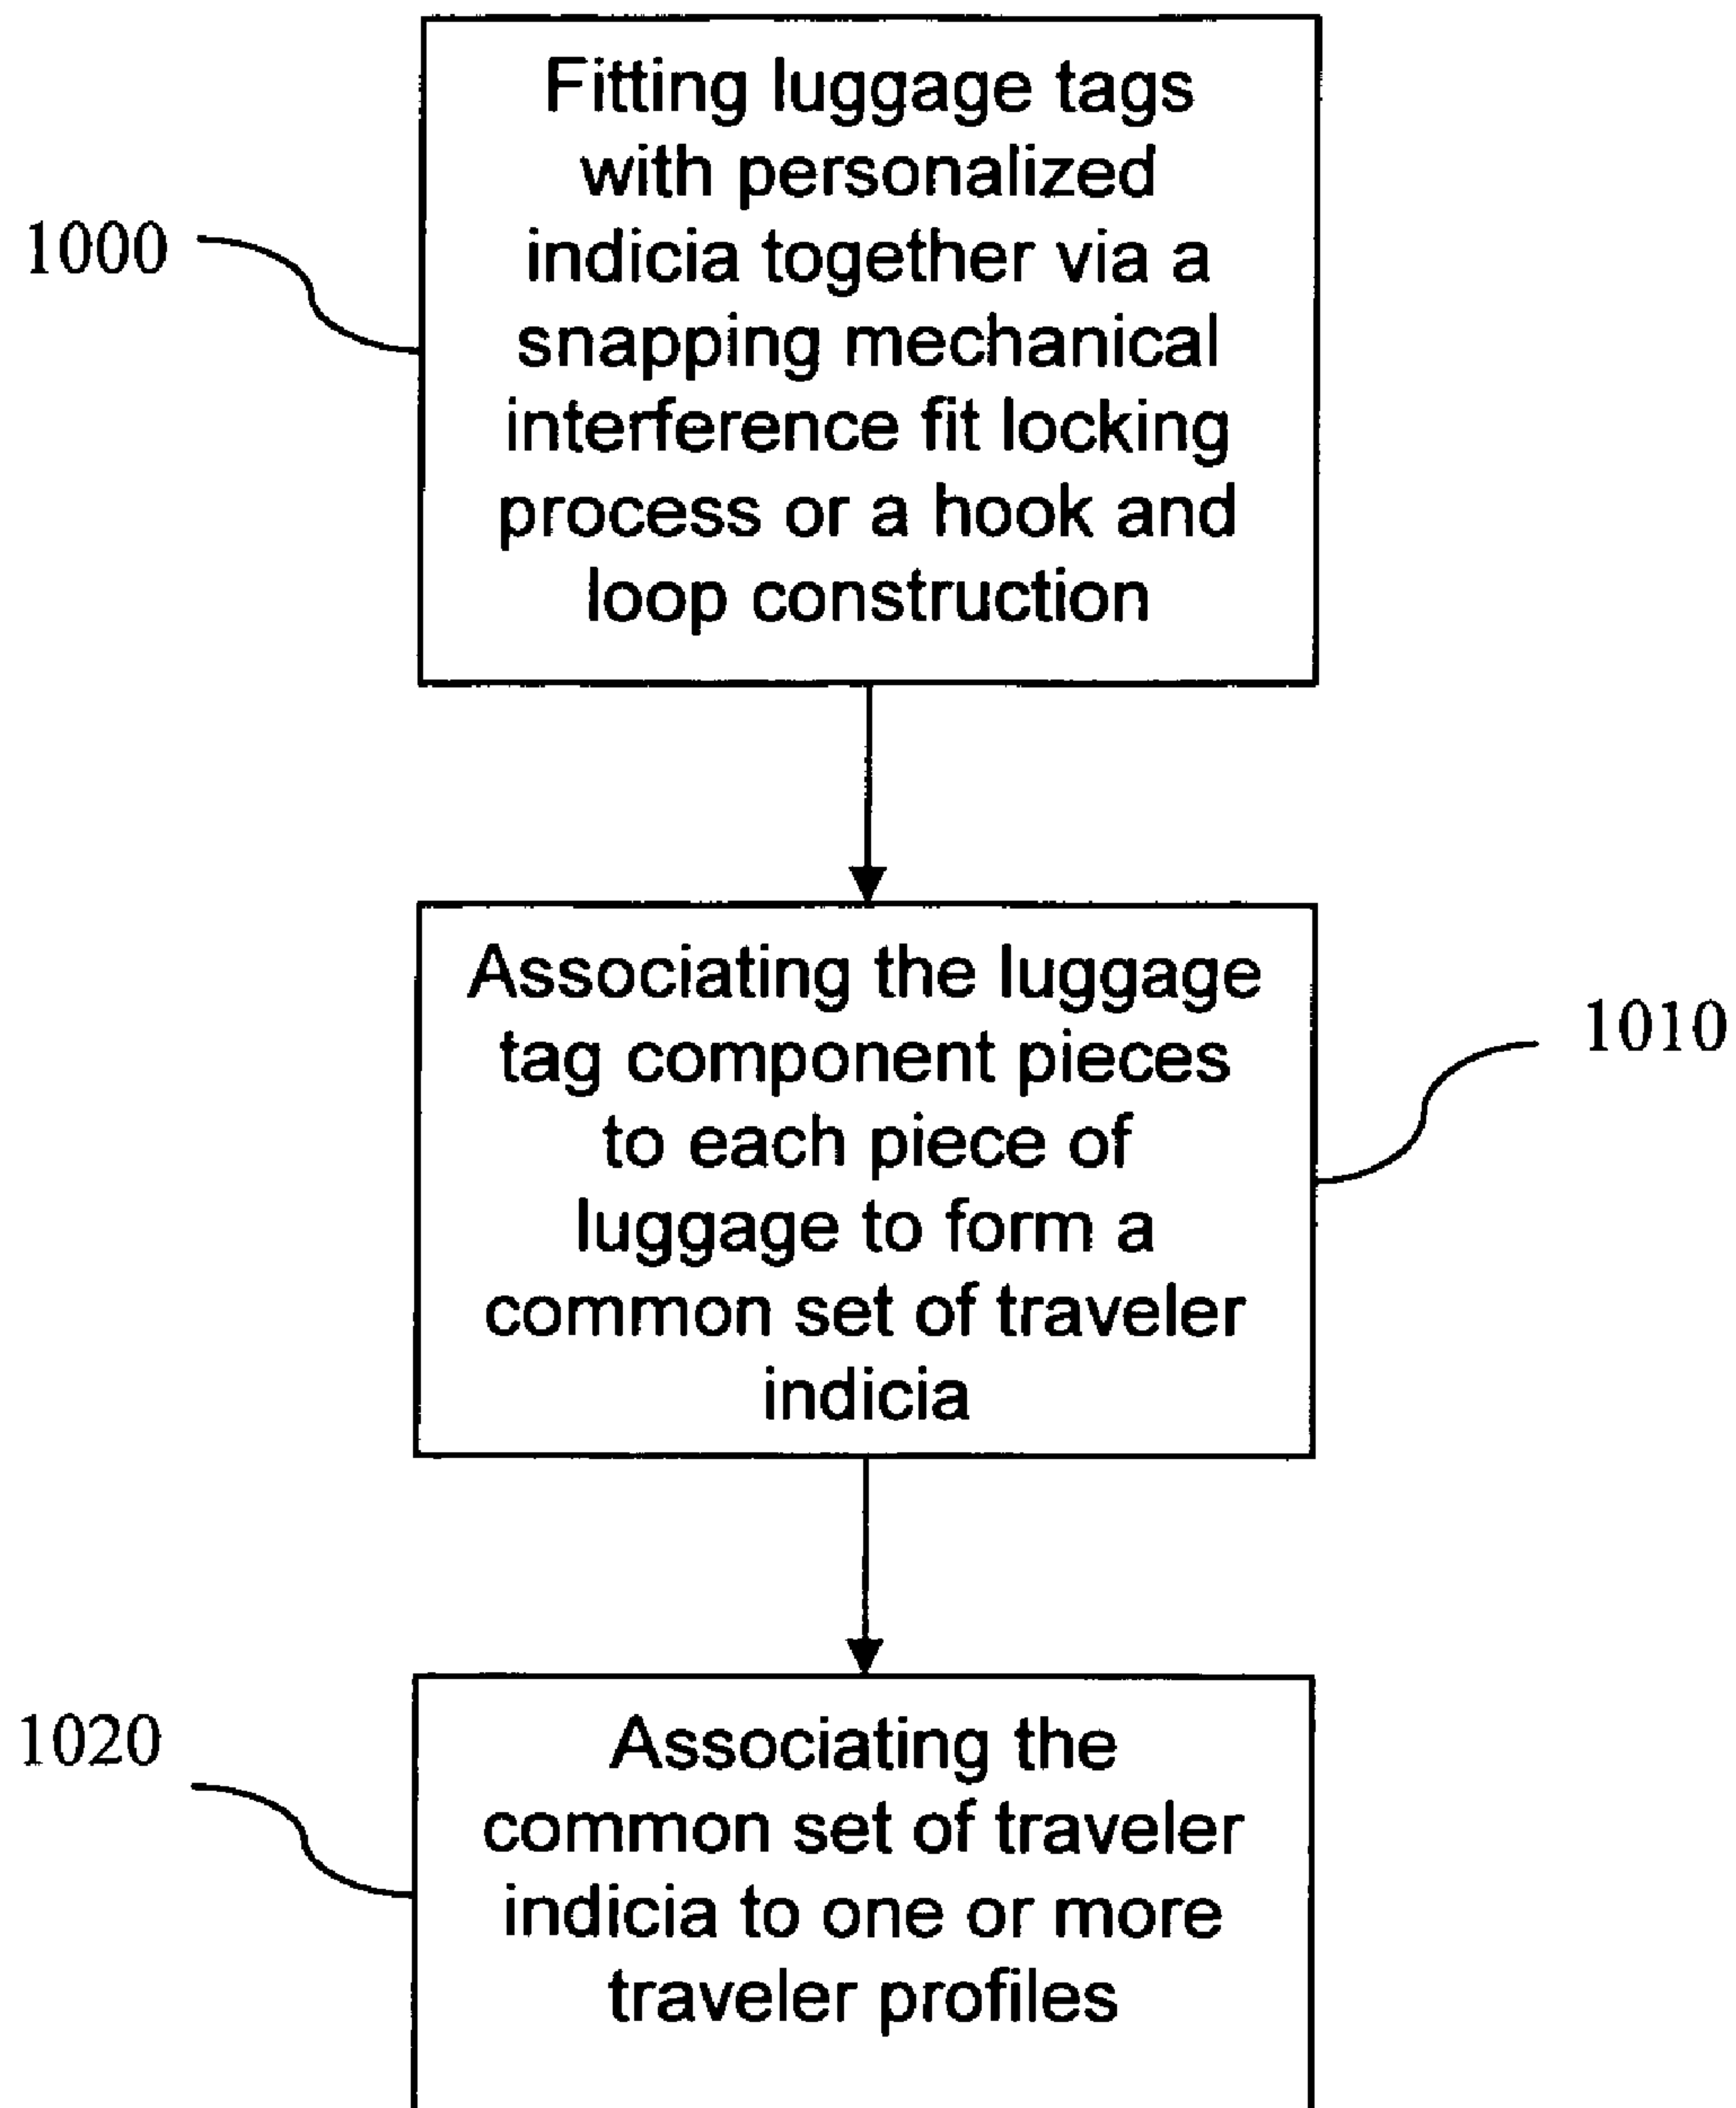 Fitting luggage tags
with personalized
indicia together via a
snapping mechanical
interference fit locking
process or a hook and
loop construction
1000
Associating the luggage
tag component pieces
to each piece of
luggage to form a
common set of traveler
indicia
1010
Associating the
common set of traveler
indicia to one or more
traveler profiles
1020